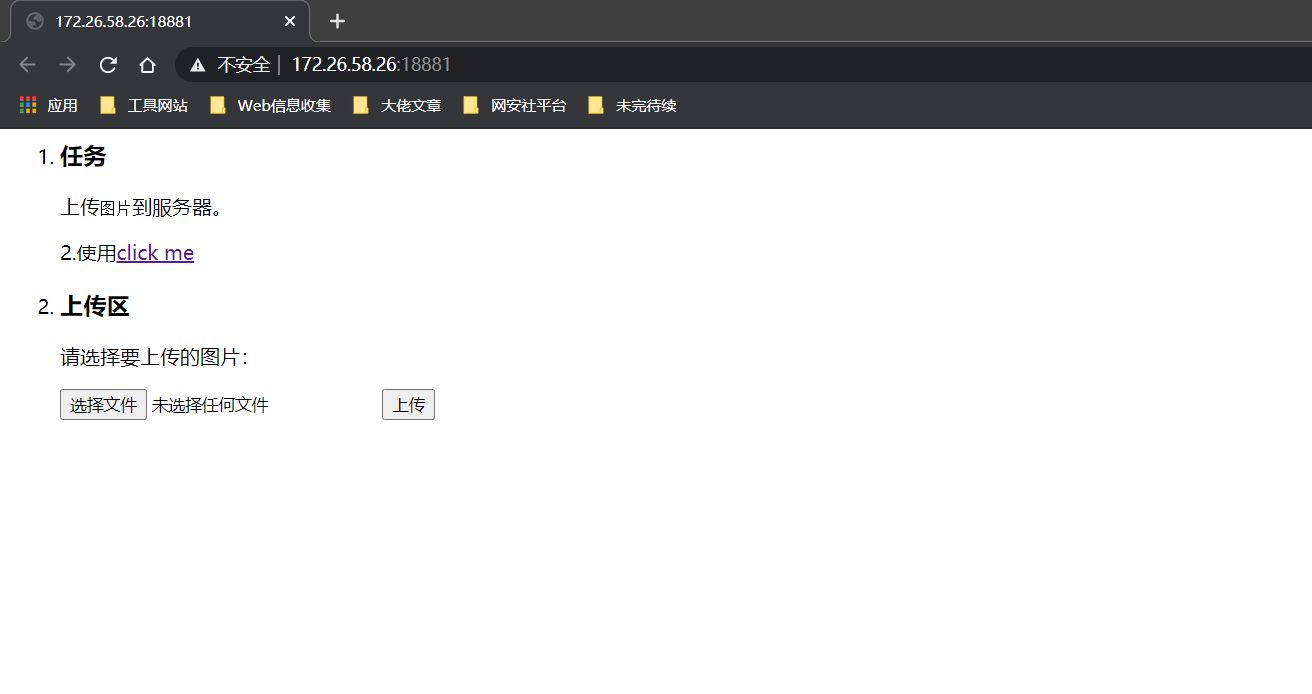 172.26.58.26:18881
不安全 | 172.26.58.26:18881
应用 工具网站 Web信息收集 大佬文章 网安社平台 未完待续
1. 任务
上传图片到服务器。
2.使用click me
2. 上传区
请选择要上传的图片：
选择文件 未选择任何文件 上传